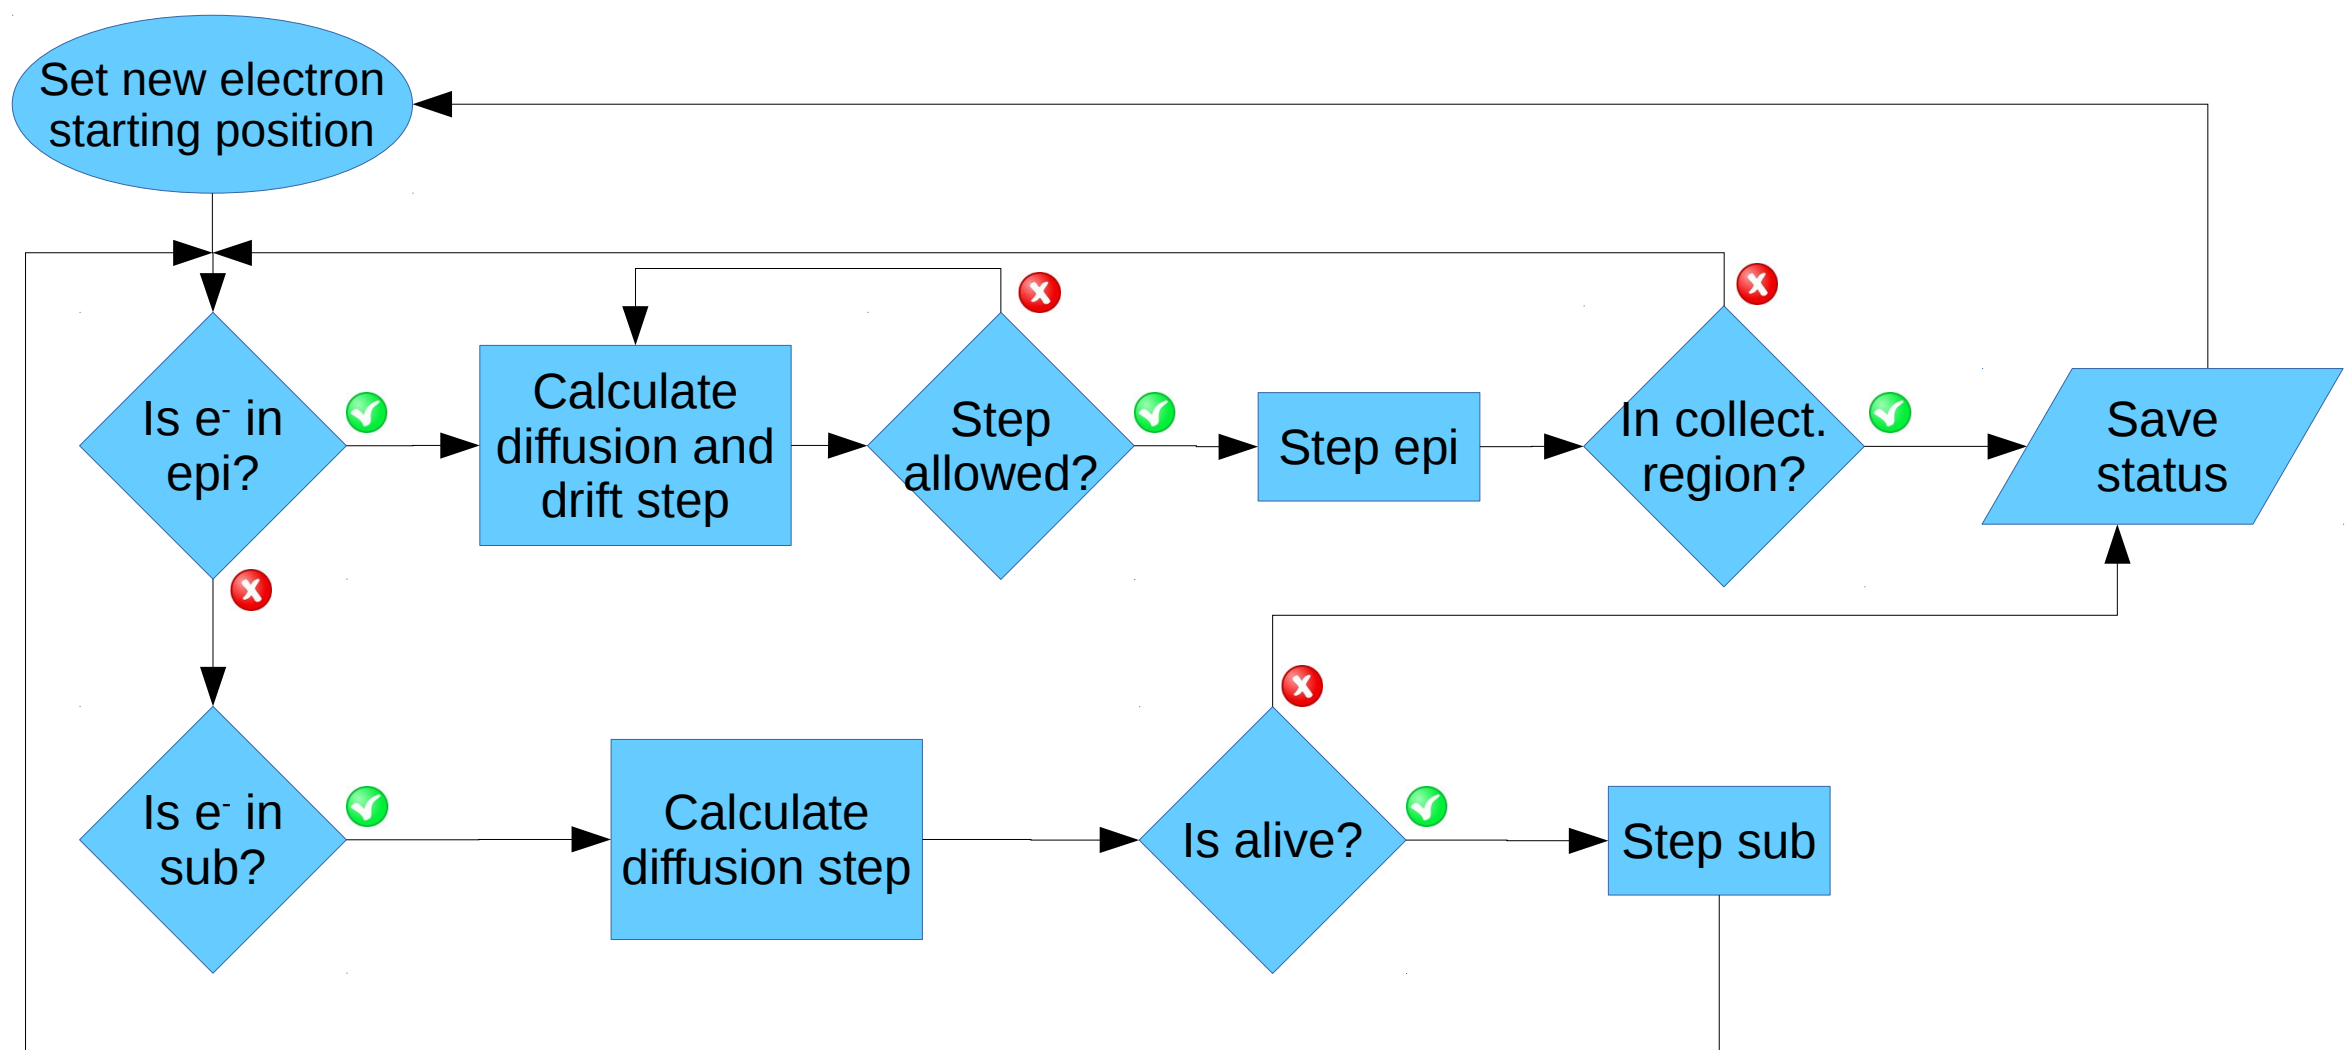 Set new electron
starting position
Is e- in
epi?
Calculate
diffusion and
drift step
Step
allowed?
Step epi
In collect.
region?
Save
status
Is e- in
sub?
Calculate
diffusion step
Is alive?
Step sub